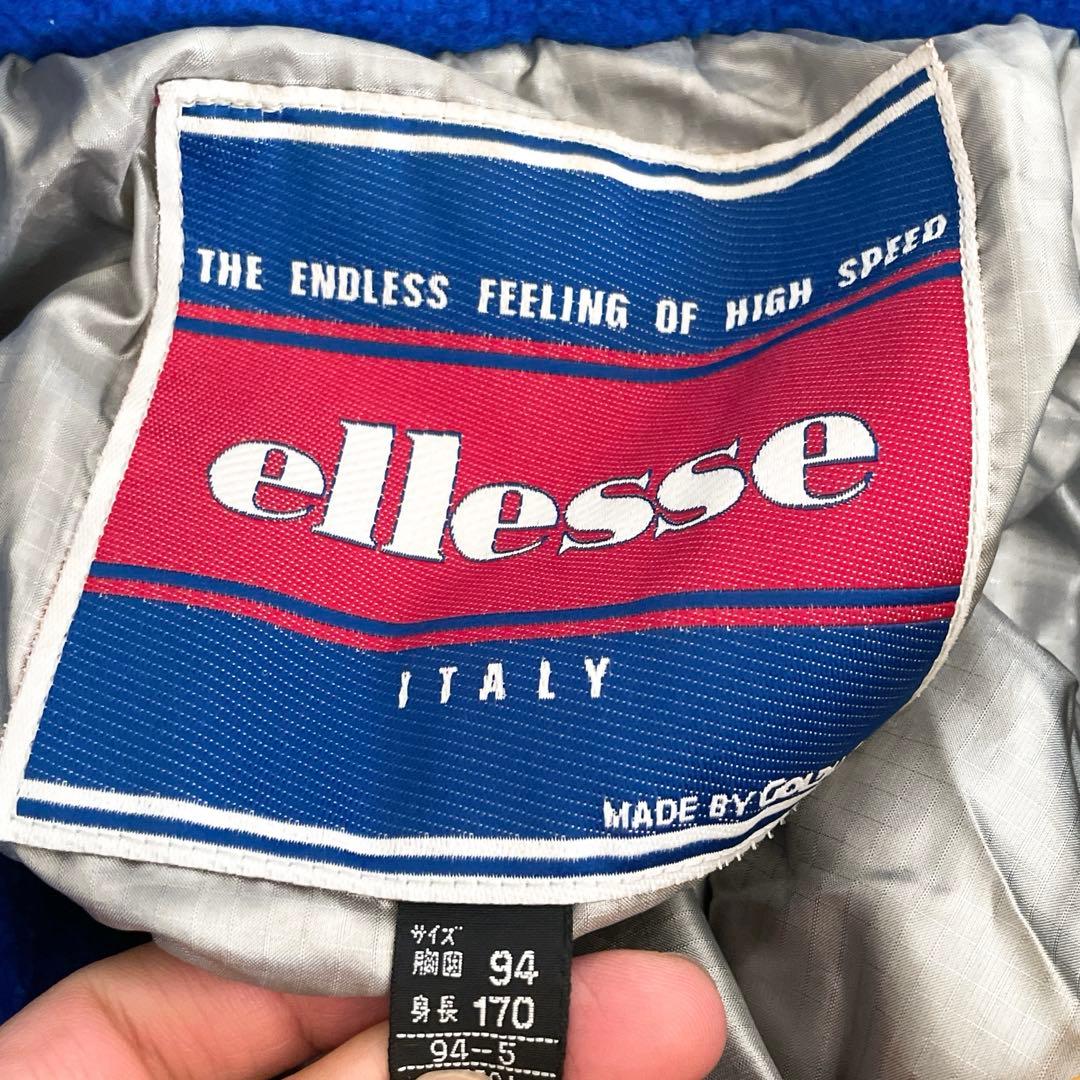 THE ENDLESS FEELING OF HIGH SPEED
ellesse
ITALY
MADE BY
サイズ
胸囲 94
身長 170
94-5